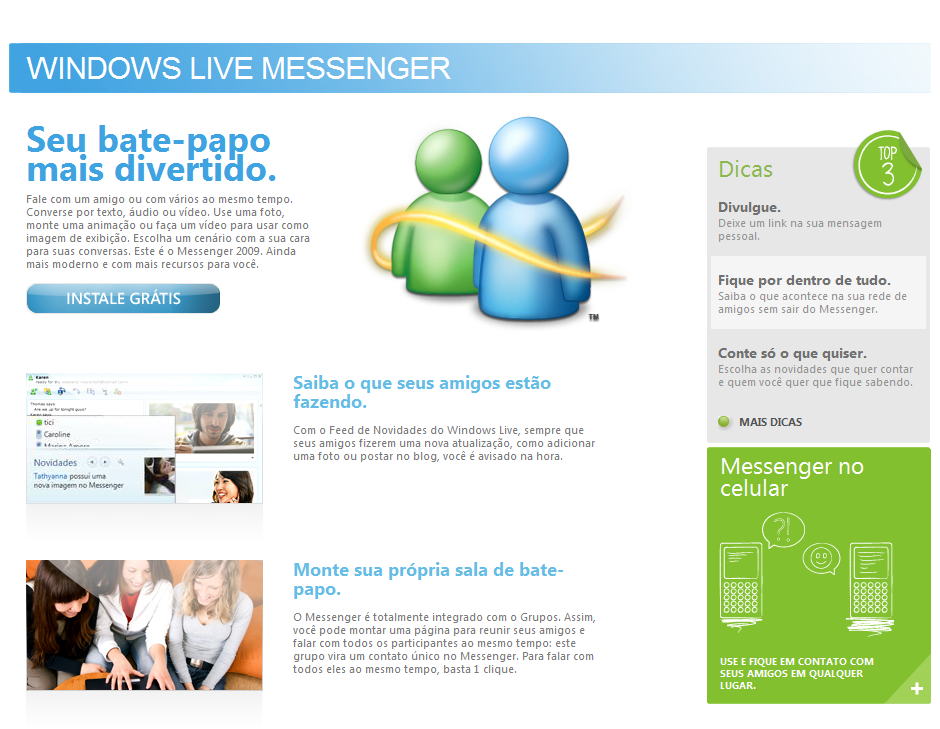 WINDOWS LIVE MESSENGER
Seu bate-papo
mais divertido.
Fale com um amigo ou com vários ao mesmo tempo.
Converse por texto, áudio ou vídeo. Use uma foto,
monte uma animação ou faça um vídeo para usar como
imagem de exibição. Escolha um cenário com a sua cara
para suas conversas. Este é o Messenger 2009. Ainda
mais moderno e com mais recursos para você.
INSTALE GRÁTIS
TM
Karen
Thomas says
Are we up for tonight guys?
Karen says
tici
Caroline
Novidades
Tathyanna possui uma
nova imagem no Messenger
Saiba o que seus amigos estão
fazendo.
Com o Feed de Novidades do Windows Live, sempre que
seus amigos fizerem uma nova atualização, como adicionar
uma foto ou postar no blog, você é avisado na hora.
Monte sua própria sala de bate-
papo.
O Messenger é totalmente integrado com o Grupos. Assim,
você pode montar uma página para reunir seus amigos e
falar com todos os participantes ao mesmo tempo: este
grupo vira um contato único no Messenger. Para falar com
todos eles ao mesmo tempo, basta 1 clique.
Dicas
TOP
3
Divulgue.
Deixe um link na sua mensagem
pessoal.
Fique por dentro de tudo.
Saiba o que acontece na sua rede de
amigos sem sair do Messenger.
Conte só o que quiser.
Escolha as novidades que quer contar
e quem você quer que fique sabendo.
MAIS DICAS
Messenger no
celular
?!
USE E FIQUE EM CONTATO COM
SEUS AMIGOS EM QUALQUER
LUGAR.
+